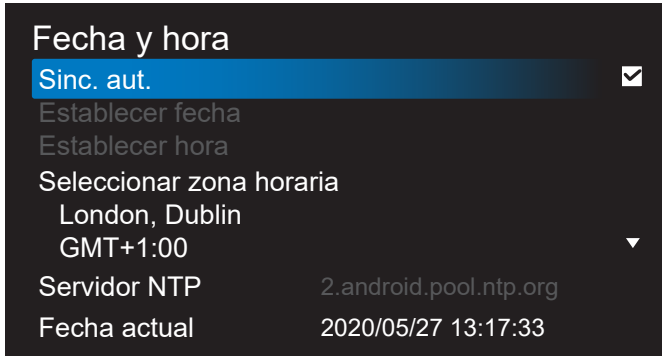 Fecha y hora
Sinc. aut.
Establecer fecha
Establecer hora
Seleccionar zona horaria
London, Dublin
GMT+1:00
Servidor NTP 2.android.pool.ntp.org
Fecha actual 2020/05/27 13:17:33